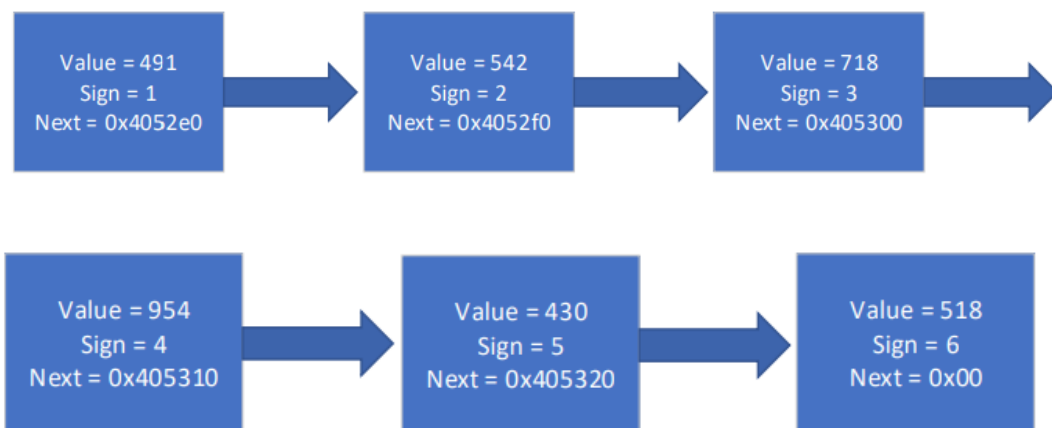 Value = 491
Sign = 1
Next = 0x4052e0
Value = 542
Sign = 2
Next = 0x4052f0
Value = 718
Sign = 3
Next = 0x405300
Value = 954
Sign = 4
Next = 0x405310
Value = 430
Sign = 5
Next = 0x405320
Value = 518
Sign = 6
Next = 0x00